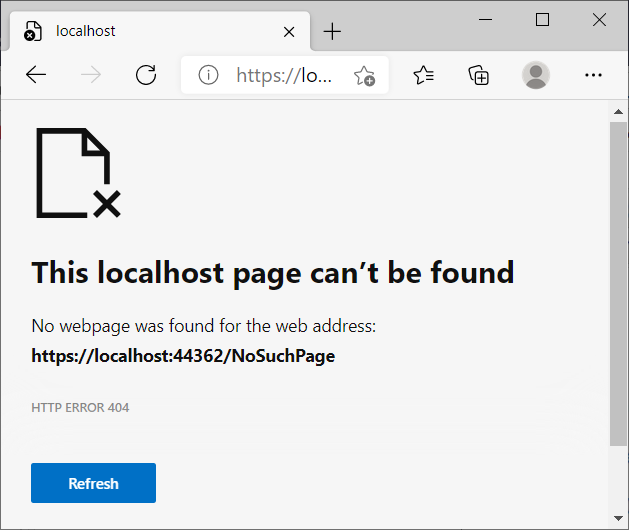 localhost
https://lo...
This localhost page can’t be found
No webpage was found for the web address:
https://localhost:44362/NoSuchPage
HTTP ERROR 404
Refresh